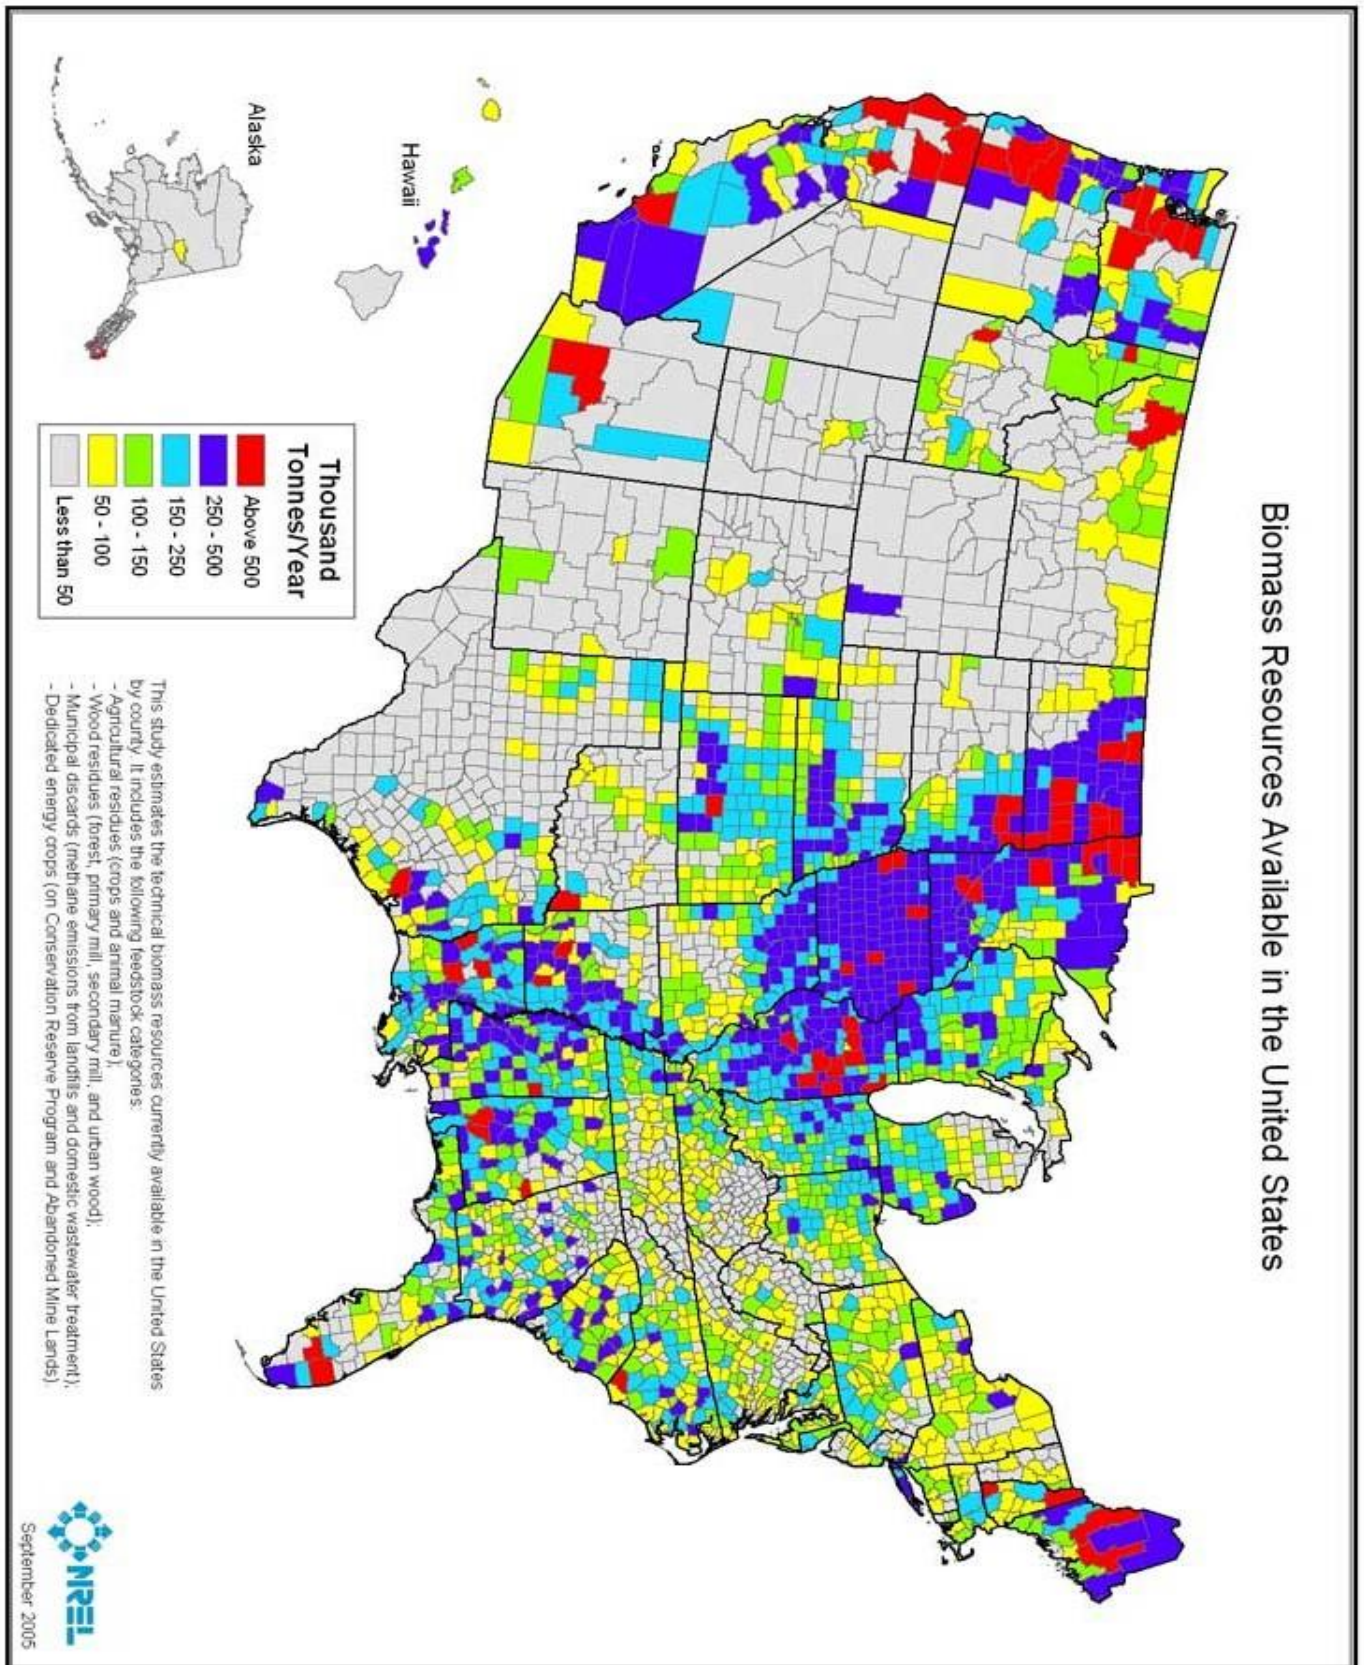 Biomass Resources Available in the United States
Alaska
Hawaii
Thousand
Tonnes/Year
Above 500
250 - 500
150 - 250
100 - 150
50 - 100
Less than 50
This study estimates the technical biomass resources currently available in the United States
by county. It includes the following feedstock categories:
- Agricultural residues (crops and animal manure);
- Wood residues (forest, primary mill, secondary mill, and urban wood);
- Municipal discards (methane emissions from landfills and domestic wastewater treatment);
- Dedicated energy crops (on Conservation Reserve Program and Abandoned Mine Lands).
NREL
September 2005